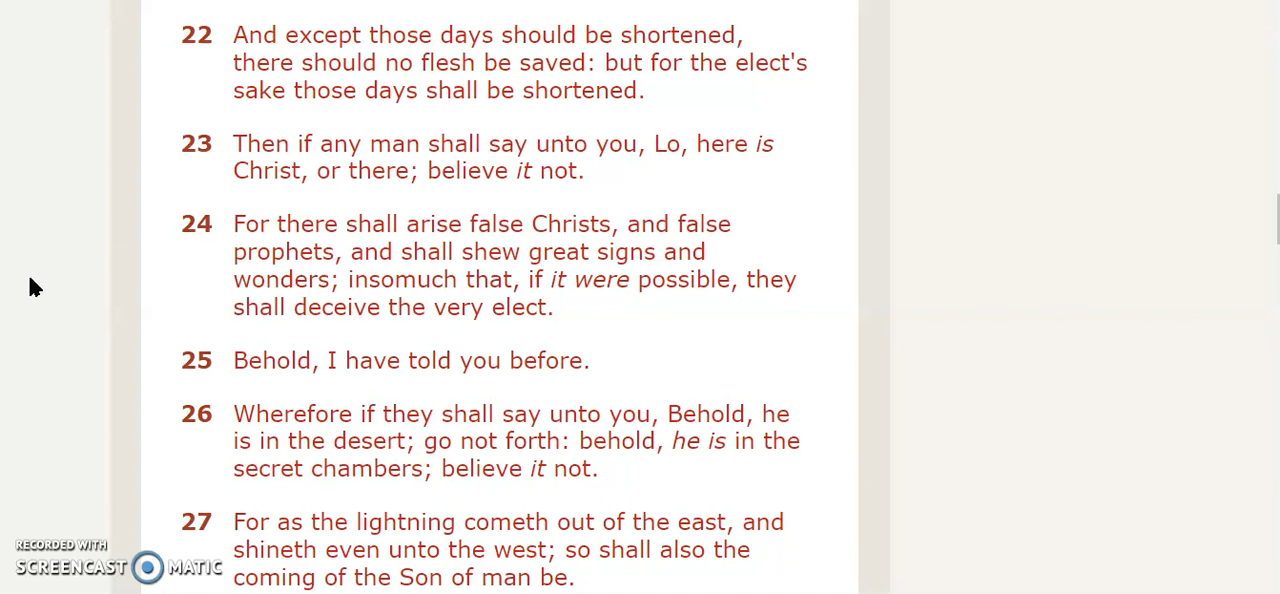 22 And except those days should be shortened,
there should no flesh be saved: but for the elect's
sake those days shall be shortened.
23 Then if any man shall say unto you, Lo, here is
Christ, or there; believe it not.
24 For there shall arise false Christs, and false
prophets, and shall shew great signs and
wonders; insomuch that, if it were possible, they
shall deceive the very elect.
25 Behold, I have told you before.
26 Wherefore if they shall say unto you, Behold, he
is in the desert; go not forth: behold, he is in the
secret chambers; believe it not.
27 For as the lightning cometh out of the east, and
shineth even unto the west; so shall also the
coming of the Son of man be.
RECORDED WITH
SCREENCAST MATIC